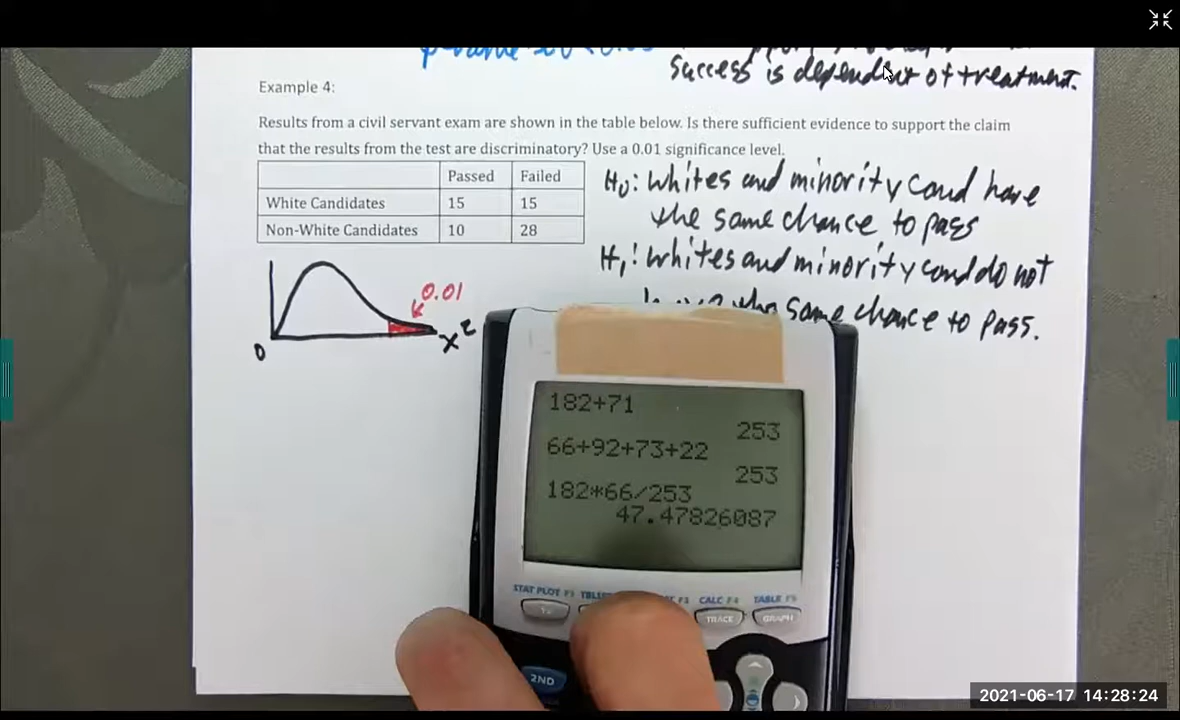 success is dependent of treatment.
Example 4:
Results from a civil servant exam are shown in the table below. Is there sufficient evidence to support the claim
that the results from the test are discriminatory? Use a 0.01 significance level.
Passed Failed
White Candidates 15 15
Non-White Candidates 10 28
H₀: whites and minority could have
the same chance to pass
H₁: whites and minority could do not
same chance to pass.
0.01
0
x²
182+71
253
66+92+73+22
253
182*66/253
47.47826087
STAT PLOT F1 CALC F4 TABLE F5
TRACE GRAPH
2ND
2021-06-17 14:28:24